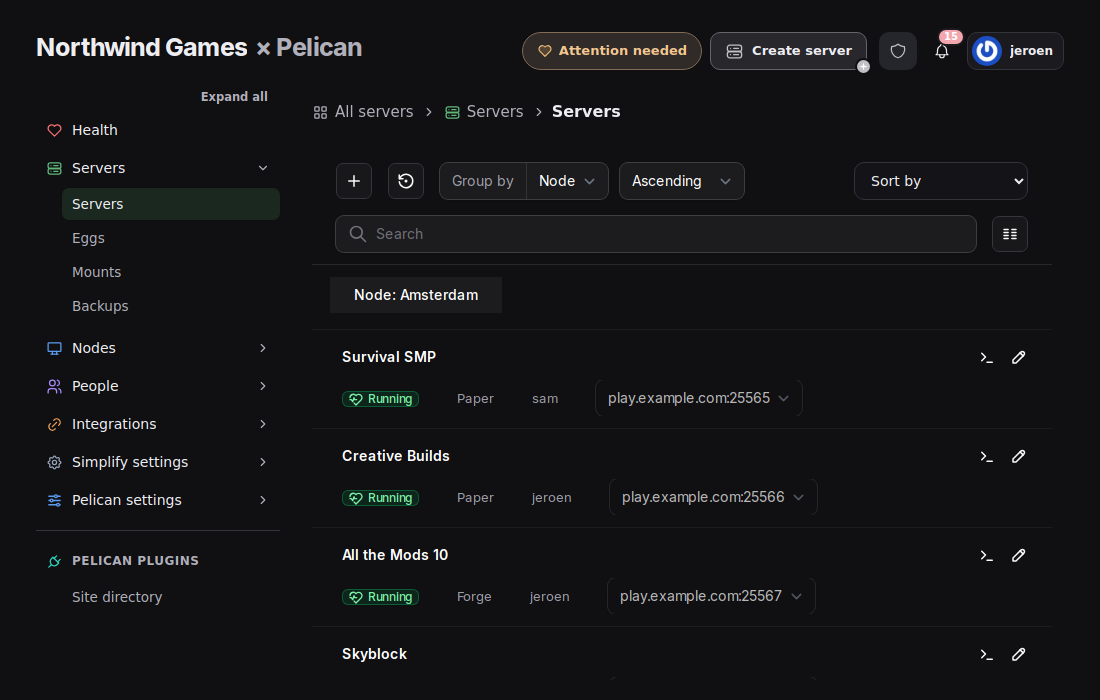 Northwind Games × Pelican
Attention needed
Create server
15
jeroen
Expand all
Health
Servers
Servers
Eggs
Mounts
Backups
Nodes
People
Integrations
Simplify settings
Pelican settings
PELICAN PLUGINS
Site directory
All servers > Servers > Servers
Group by Node Ascending Sort by
Search
Node: Amsterdam
Survival SMP
Running Paper sam play.example.com:25565
Creative Builds
Running Paper jeroen play.example.com:25566
All the Mods 10
Running Forge jeroen play.example.com:25567
Skyblock